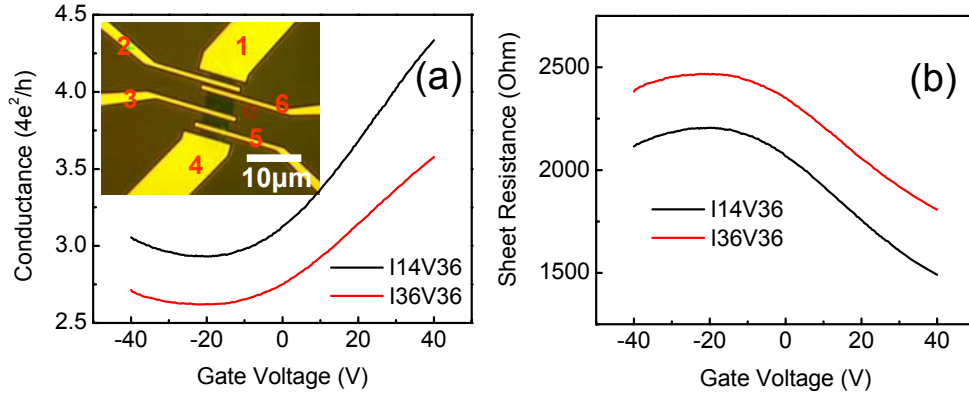 4.5
4.0
3.5
3.0
2.5
Conductance (4e²/h)
(a)
1
2
3
6
5
4
10μm
I14V36
I36V36
-40 -20 0 20 40
Gate Voltage (V)
2500
2000
1500
Sheet Resistance (Ohm)
(b)
I14V36
I36V36
-40 -20 0 20 40
Gate Voltage (V)